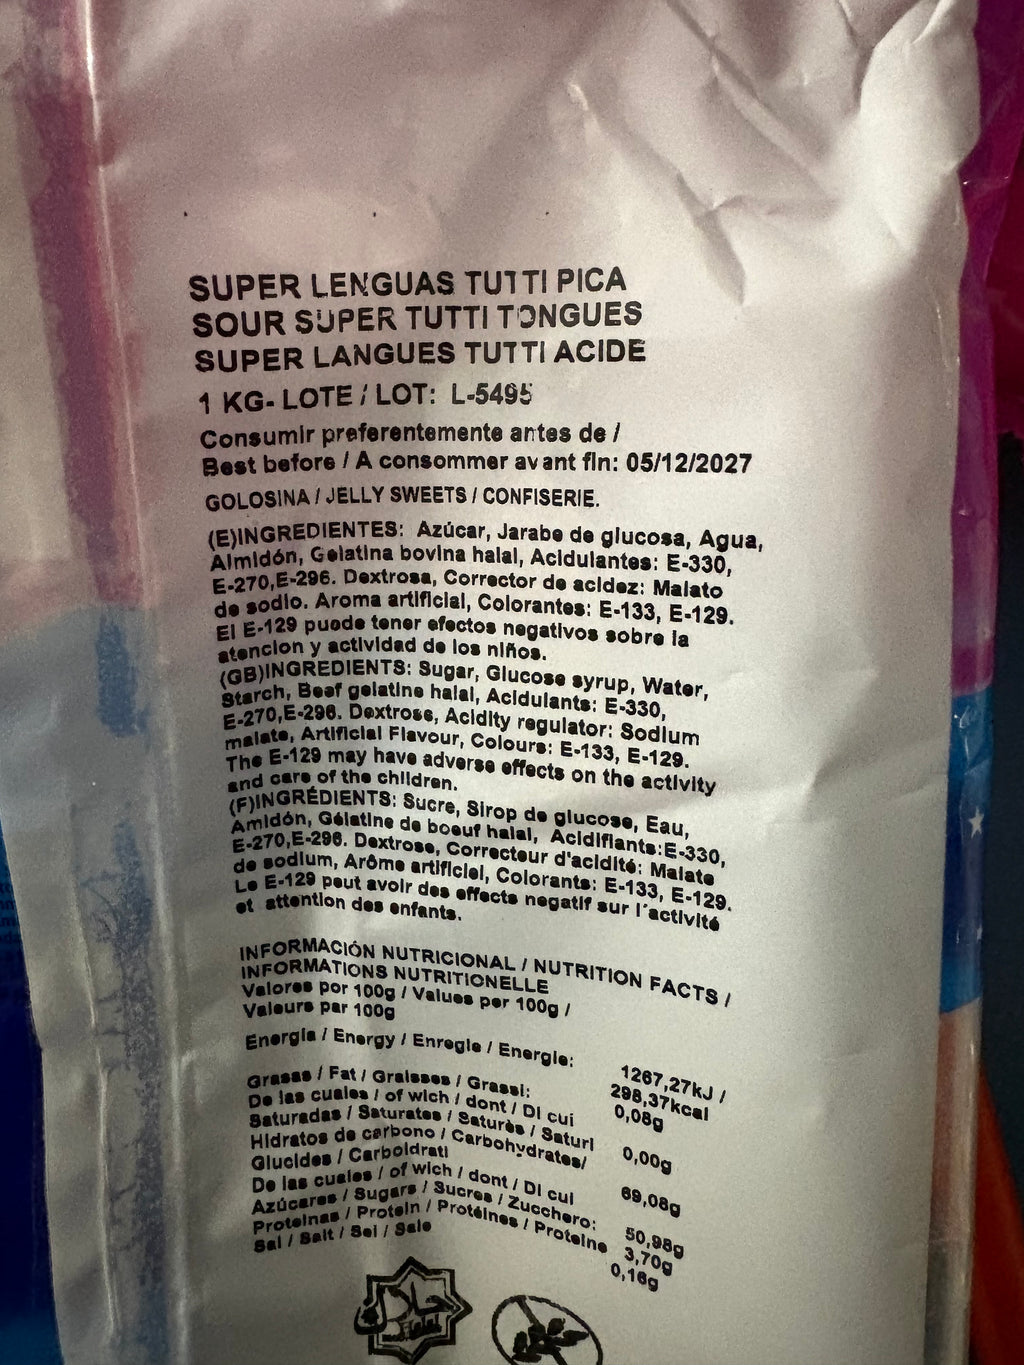 SUPER LENGUAS TUTTI PICA
SOUR SUPER TUTTI TONGUES
SUPER LANGUES TUTTI ACIDE
1 KG- LOTE / LOT: L-5495
Consumir preferentemente antes de /
Best before / A consommer avant fin: 05/12/2027
GOLOSINA / JELLY SWEETS / CONFISERIE.
(E)INGREDIENTES: Azúcar, Jarabe de glucosa, Agua,
Almidón, Gelatina bovina halal, Acidulantes: E-330,
E-270,E-296. Dextrosa, Corrector de acidez: Malato
de sodio. Aroma artificial, Colorantes: E-133, E-129.
El E-129 puede tener efectos negativos sobre la
atencion y actividad de los niños.
(GB)INGREDIENTS: Sugar, Glucose syrup, Water,
Starch, Beef gelatine halal, Acidulants: E-330,
E-270,E-296. Dextrose, Acidity regulator: Sodium
malate, Artificial Flavour, Colours: E-133, E-129.
The E-129 may have adverse effects on the activity
and care of the children.
(F)INGRÉDIENTS: Sucre, Sirop de glucose, Eau,
Amidón, Gélatine de boeuf halal, Acidifiants:E-330,
E-270,E-296. Dextrose, Correcteur d'acidité: Malate
de sodium, Arôme artificiel, Colorants: E-133, E-129.
Le E-129 peut avoir des effects negatif sur l'activité
et attention des enfants.
INFORMACIÓN NUTRICIONAL / NUTRITION FACTS /
INFORMATIONS NUTRITIONELLE
Valores por 100g / Values per 100g /
Valeurs par 100g
Energia / Energy / Enregie / Energie: 1267,27kJ /
298,37kcal
Grasas / Fat / Graisses / Grassi: 0,08g
De las cuales / of wich / dont / Di cui
Saturadas / Saturates / Saturès / Saturi 0,00g
Hidratos de carbono / Carbohydrates/
Glucides / Carboidrati 69,08g
De las cuales / of wich / dont / Di cui
Azúcares / Sugars / Sucres / Zucchero: 50,98g
Proteinas / Protein / Protéines / Proteine 3,70g
Sal / Salt / Sel / Sale 0,16g
حلال
Halal